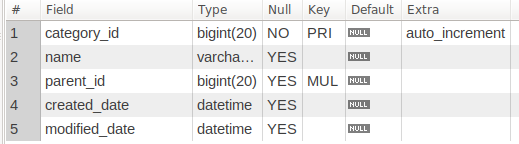 # Field Type Null Key Default Extra
1 category_id bigint(20) NO PRI NULL auto_increment
2 name varcha... YES NULL
3 parent_id bigint(20) YES MUL NULL
4 created_date datetime YES NULL
5 modified_date datetime YES NULL